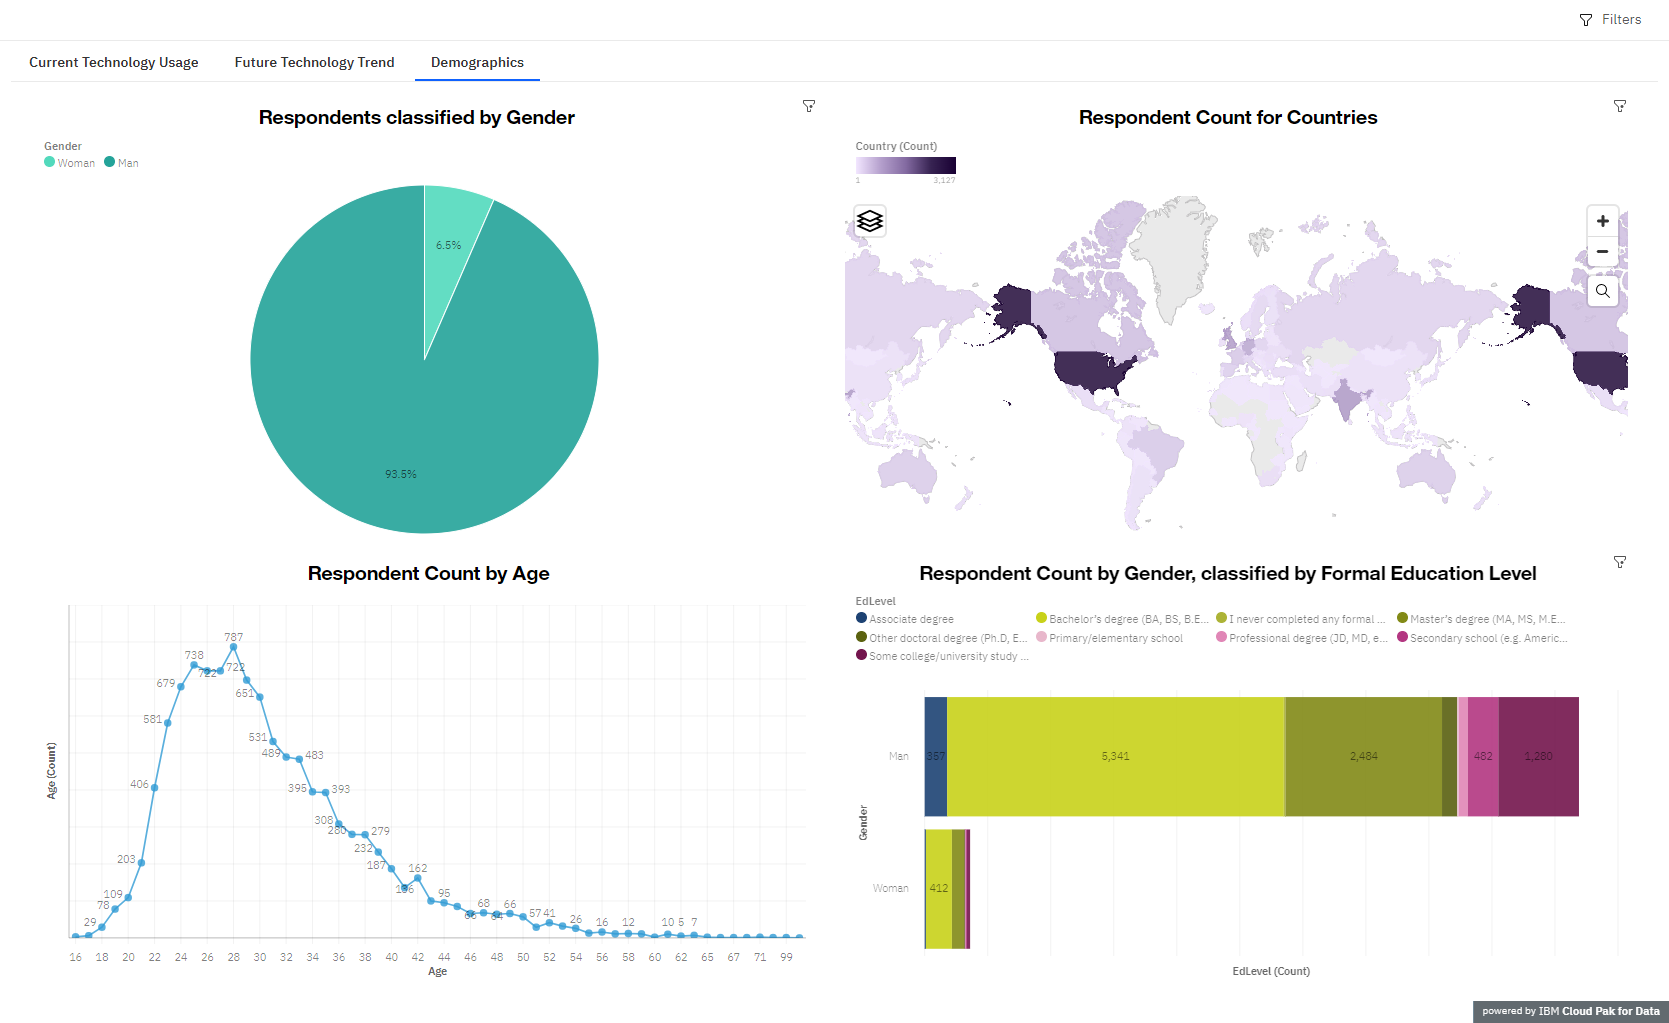 Filters
Current Technology Usage Future Technology Trend Demographics
Respondents classified by Gender
Gender
Woman Man
6.5%
93.5%
Respondent Count for Countries
Country (Count)
1 3,127
Respondent Count by Age
Age (Count)
787
738
722
722
679
651
581
531
489
483
406
395
393
308
280
279
232
203
187
162
109
95
78
68
66
64
57
41
29
26
16
12
10
5
7
16 18 20 22 24 26 28 30 32 34 36 38 40 42 44 46 48 50 52 54 56 58 60 62 65 67 71 99
Age
Respondent Count by Gender, classified by Formal Education Level
EdLevel
Associate degree Bachelor's degree (BA, BS, B.E... I never completed any formal ... Master's degree (MA, MS, M.E...
Other doctoral degree (Ph.D, E... Primary/elementary school Professional degree (JD, MD, e... Secondary school (e.g. Americ...
Some college/university study ...
Gender
Man 357 5,341 2,484 482 1,280
Woman 412
EdLevel (Count)
powered by IBM Cloud Pak for Data